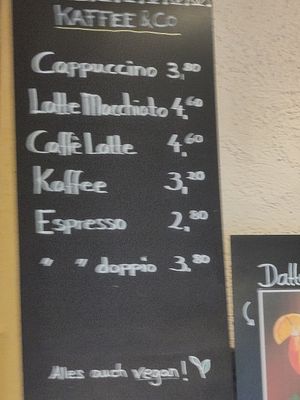 KAFFEE & CO
Cappuccino 3,80
Latte Macchiato 4,60
Caffè Latte 4,60
Kaffee 3,20
Espresso 2,80
" " doppio 3,80
Alles auch vegan!